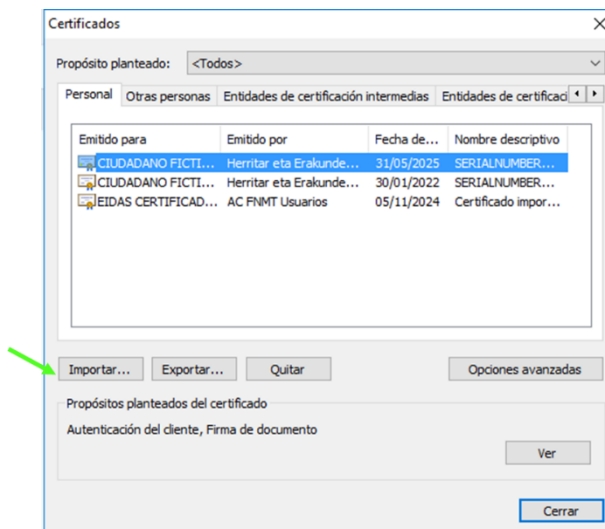 Certificados
Propósito planteado: <Todos>
Personal Otras personas Entidades de certificación intermedias Entidades de certificaci
Emitido para Emitido por Fecha de... Nombre descriptivo
CIUDADANO FICTI... Herritar eta Erakunde... 31/05/2025 SERIALNUMBER...
CIUDADANO FICTI... Herritar eta Erakunde... 30/01/2022 SERIALNUMBER...
EIDAS CERTIFICAD... AC FNMT Usuarios 05/11/2024 Certificado impor...
Importar... Exportar... Quitar Opciones avanzadas
Propósitos planteados del certificado
Autenticación del cliente, Firma de documento
Ver
Cerrar